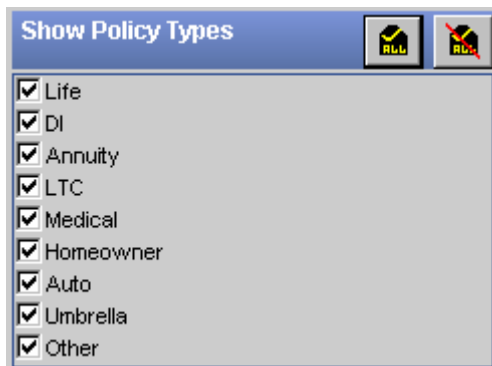 Show Policy Types
ALL
ALL
Life
DI
Annuity
LTC
Medical
Homeowner
Auto
Umbrella
Other